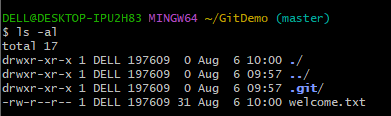 DELL@DESKTOP-IPU2H83 MINGW64 ~/GitDemo (master)
$ ls -al
total 17
drwxr-xr-x 1 DELL 197609  0 Aug  6 10:00 ./
drwxr-xr-x 1 DELL 197609  0 Aug  6 09:57 ../
drwxr-xr-x 1 DELL 197609  0 Aug  6 09:57 .git/
-rw-r--r-- 1 DELL 197609 31 Aug  6 10:00 welcome.txt